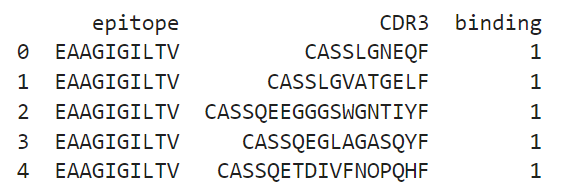 epitope CDR3 binding
0 EAAGIGILTV CASSLGNEQF 1
1 EAAGIGILTV CASSLGVATGELF 1
2 EAAGIGILTV CASSQEEGGGSWGNTIYF 1
3 EAAGIGILTV CASSQEGLAGASQYF 1
4 EAAGIGILTV CASSQETDIVFNOPQHF 1